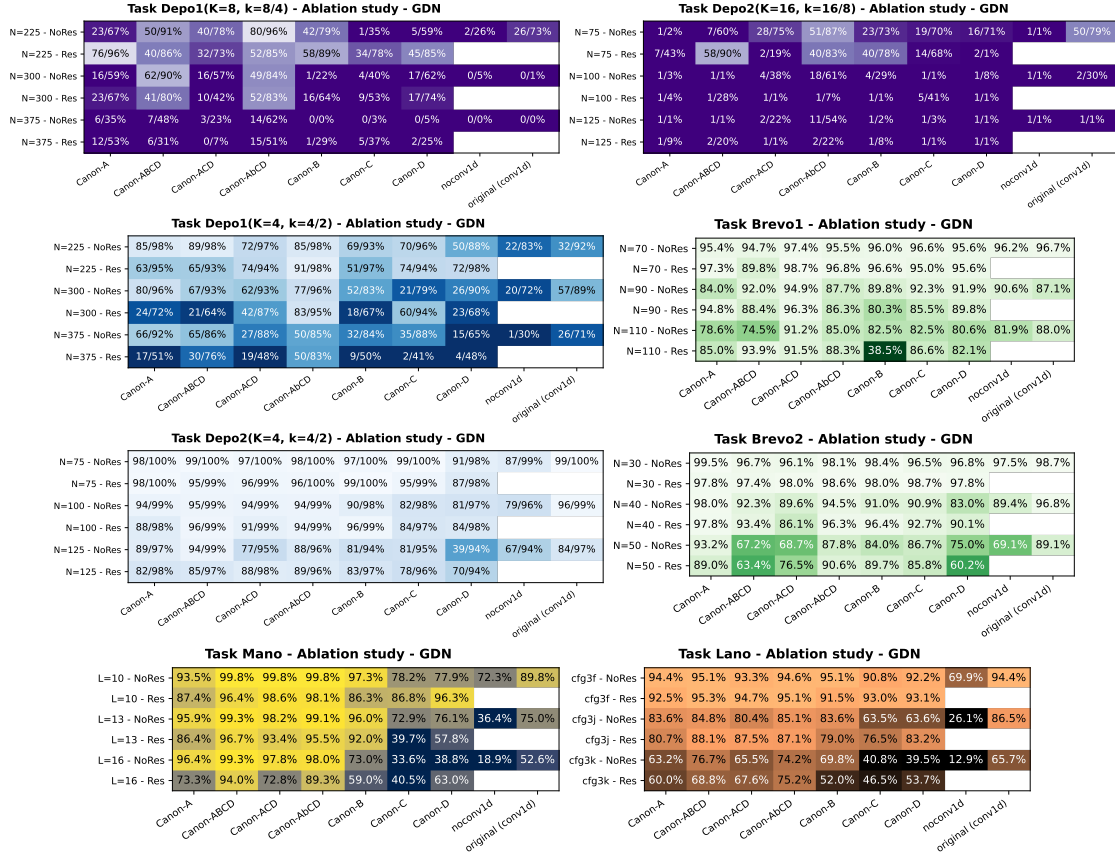 Task Depo1(K=8, k=8/4) - Ablation study - GDN
N=225 - NoRes 23/67% 50/91% 26/68% 80/96% 42/79% 1/35% 5/59% 2/26% 26/73%
N=225 - Res 76/96% 40/86% 32/73% 52/85% 58/89% 34/78% 45/85%
N=300 - NoRes 16/59% 62/90% 16/57% 49/84% 1/22% 4/40% 17/62% 0/5% 0/1%
N=300 - Res 23/67% 41/80% 10/42% 52/83% 16/64% 9/53% 17/74%
N=375 - NoRes 6/35% 7/48% 3/23% 14/62% 0/0% 0/3% 0/5% 0/0% 0/0%
N=375 - Res 12/53% 6/31% 0/7% 15/51% 1/29% 5/37% 2/25%
Canon-A Canon-ABCD Canon-ACD Canon-AbCD Canon-B Canon-C Canon-D noconv1d original (conv1d)
Task Depo2(K=16, k=16/8) - Ablation study - GDN
N=75 - NoRes 1/2% 7/60% 28/75% 51/87% 23/73% 19/70% 16/71% 1/1% 50/79%
N=75 - Res 7/43% 58/90% 2/19% 40/83% 40/78% 14/68% 2/1%
N=100 - NoRes 1/3% 1/1% 4/38% 18/61% 4/29% 1/1% 1/8% 1/1% 2/30%
N=100 - Res 1/4% 1/28% 1/1% 1/7% 1/1% 5/41% 1/1%
N=125 - NoRes 1/1% 1/1% 2/22% 11/54% 1/2% 1/3% 1/1% 1/1% 1/1%
N=125 - Res 1/9% 2/20% 1/1% 2/22% 1/8% 1/1% 1/1%
Canon-A Canon-ABCD Canon-ACD Canon-AbCD Canon-B Canon-C Canon-D noconv1d original (conv1d)
Task Depo1(K=4, k=4/2) - Ablation study - GDN
N=225 - NoRes 85/98% 89/98% 72/97% 85/98% 69/93% 70/96% 50/88% 22/83% 32/92%
N=225 - Res 63/95% 65/93% 74/94% 91/98% 51/97% 74/94% 72/98%
N=300 - NoRes 80/96% 67/93% 62/93% 77/96% 52/83% 21/79% 26/90% 20/72% 57/89%
N=300 - Res 24/72% 21/64% 42/87% 83/95% 18/67% 60/94% 23/68%
N=375 - NoRes 66/92% 65/86% 27/88% 50/85% 32/84% 35/88% 15/65% 1/30% 26/71%
N=375 - Res 17/51% 30/76% 19/48% 50/83% 9/50% 2/41% 4/48%
Canon-A Canon-ABCD Canon-ACD Canon-AbCD Canon-B Canon-C Canon-D noconv1d original (conv1d)
Task Brevo1 - Ablation study - GDN
N=70 - NoRes 95.4% 94.7% 97.4% 95.5% 96.0% 96.6% 95.6% 96.2% 96.7%
N=70 - Res 97.3% 89.8% 98.7% 96.8% 96.6% 95.0% 95.6%
N=90 - NoRes 84.0% 92.0% 94.9% 87.7% 89.8% 92.3% 91.9% 90.6% 87.1%
N=90 - Res 94.8% 88.4% 96.3% 86.3% 80.3% 92.8% 89.4%
N=110 - NoRes 78.6% 74.5% 91.2% 85.0% 82.5% 82.5% 80.6% 81.9% 88.0%
N=110 - Res 85.0% 93.9% 91.5% 88.3% 38.5% 86.6% 82.1%
Canon-A Canon-ABCD Canon-ACD Canon-AbCD Canon-B Canon-C Canon-D noconv1d original (conv1d)
Task Depo2(K=4, k=4/2) - Ablation study - GDN
N=75 - NoRes 98/100% 99/100% 97/100% 98/100% 97/100% 99/100% 91/98% 87/99% 99/100%
N=75 - Res 98/100% 95/99% 96/99% 96/100% 99/100% 95/99% 87/98%
N=100 - NoRes 94/99% 95/99% 94/99% 94/99% 90/98% 82/98% 81/97% 79/96% 96/99%
N=100 - Res 88/98% 96/99% 91/99% 94/99% 96/99% 84/97% 84/98%
N=125 - NoRes 89/97% 94/99% 77/95% 88/96% 81/94% 81/95% 39/94% 67/94% 84/97%
N=125 - Res 82/98% 85/97% 88/98% 89/96% 83/97% 78/96% 70/94%
Canon-A Canon-ABCD Canon-ACD Canon-AbCD Canon-B Canon-C Canon-D noconv1d original (conv1d)
Task Brevo2 - Ablation study - GDN
N=30 - NoRes 99.5% 96.7% 96.1% 98.1% 98.4% 96.5% 96.8% 97.5% 98.7%
N=30 - Res 97.8% 97.4% 98.0% 98.6% 98.0% 98.7% 97.8%
N=40 - NoRes 98.0% 92.3% 89.6% 94.5% 91.0% 90.9% 83.0% 89.4% 96.8%
N=40 - Res 97.8% 93.4% 86.1% 96.3% 96.4% 92.7% 90.1%
N=50 - NoRes 93.2% 67.2% 68.7% 87.8% 84.0% 86.7% 75.0% 69.1% 89.1%
N=50 - Res 89.0% 63.4% 76.5% 90.6% 89.7% 85.8% 60.2%
Canon-A Canon-ABCD Canon-ACD Canon-AbCD Canon-B Canon-C Canon-D noconv1d original (conv1d)
Task Mano - Ablation study - GDN
L=10 - NoRes 93.5% 99.8% 99.8% 99.8% 97.3% 78.2% 77.9% 72.3% 89.8%
L=10 - Res 87.4% 96.4% 98.6% 98.1% 86.3% 86.8% 96.3%
L=13 - NoRes 95.9% 99.3% 98.2% 99.1% 96.0% 72.9% 76.1% 36.4% 75.0%
L=13 - Res 86.4% 96.7% 93.4% 95.5% 92.0% 39.7% 57.8%
L=16 - NoRes 96.4% 99.3% 97.8% 98.0% 73.0% 33.6% 38.8% 18.9% 52.6%
L=16 - Res 73.3% 94.0% 72.8% 89.3% 59.0% 40.5% 63.0%
Canon-A Canon-ABCD Canon-ACD Canon-AbCD Canon-B Canon-C Canon-D noconv1d original (conv1d)
Task Lano - Ablation study - GDN
cfg3f - NoRes 94.4% 95.1% 93.3% 94.6% 95.1% 90.8% 92.2% 69.9% 94.4%
cfg3f - Res 92.5% 95.3% 94.7% 95.1% 91.5% 93.0% 93.1%
cfg3j - NoRes 83.6% 84.8% 80.4% 85.1% 83.6% 63.5% 63.6% 26.1% 86.5%
cfg3j - Res 80.7% 88.1% 87.5% 87.1% 79.0% 76.5% 83.2%
cfg3k - NoRes 63.2% 76.7% 65.5% 74.2% 69.8% 40.8% 39.5% 12.9% 65.7%
cfg3k - Res 60.0% 68.8% 67.6% 75.2% 52.0% 46.5% 53.7%
Canon-A Canon-ABCD Canon-ACD Canon-AbCD Canon-B Canon-C Canon-D noconv1d original (conv1d)